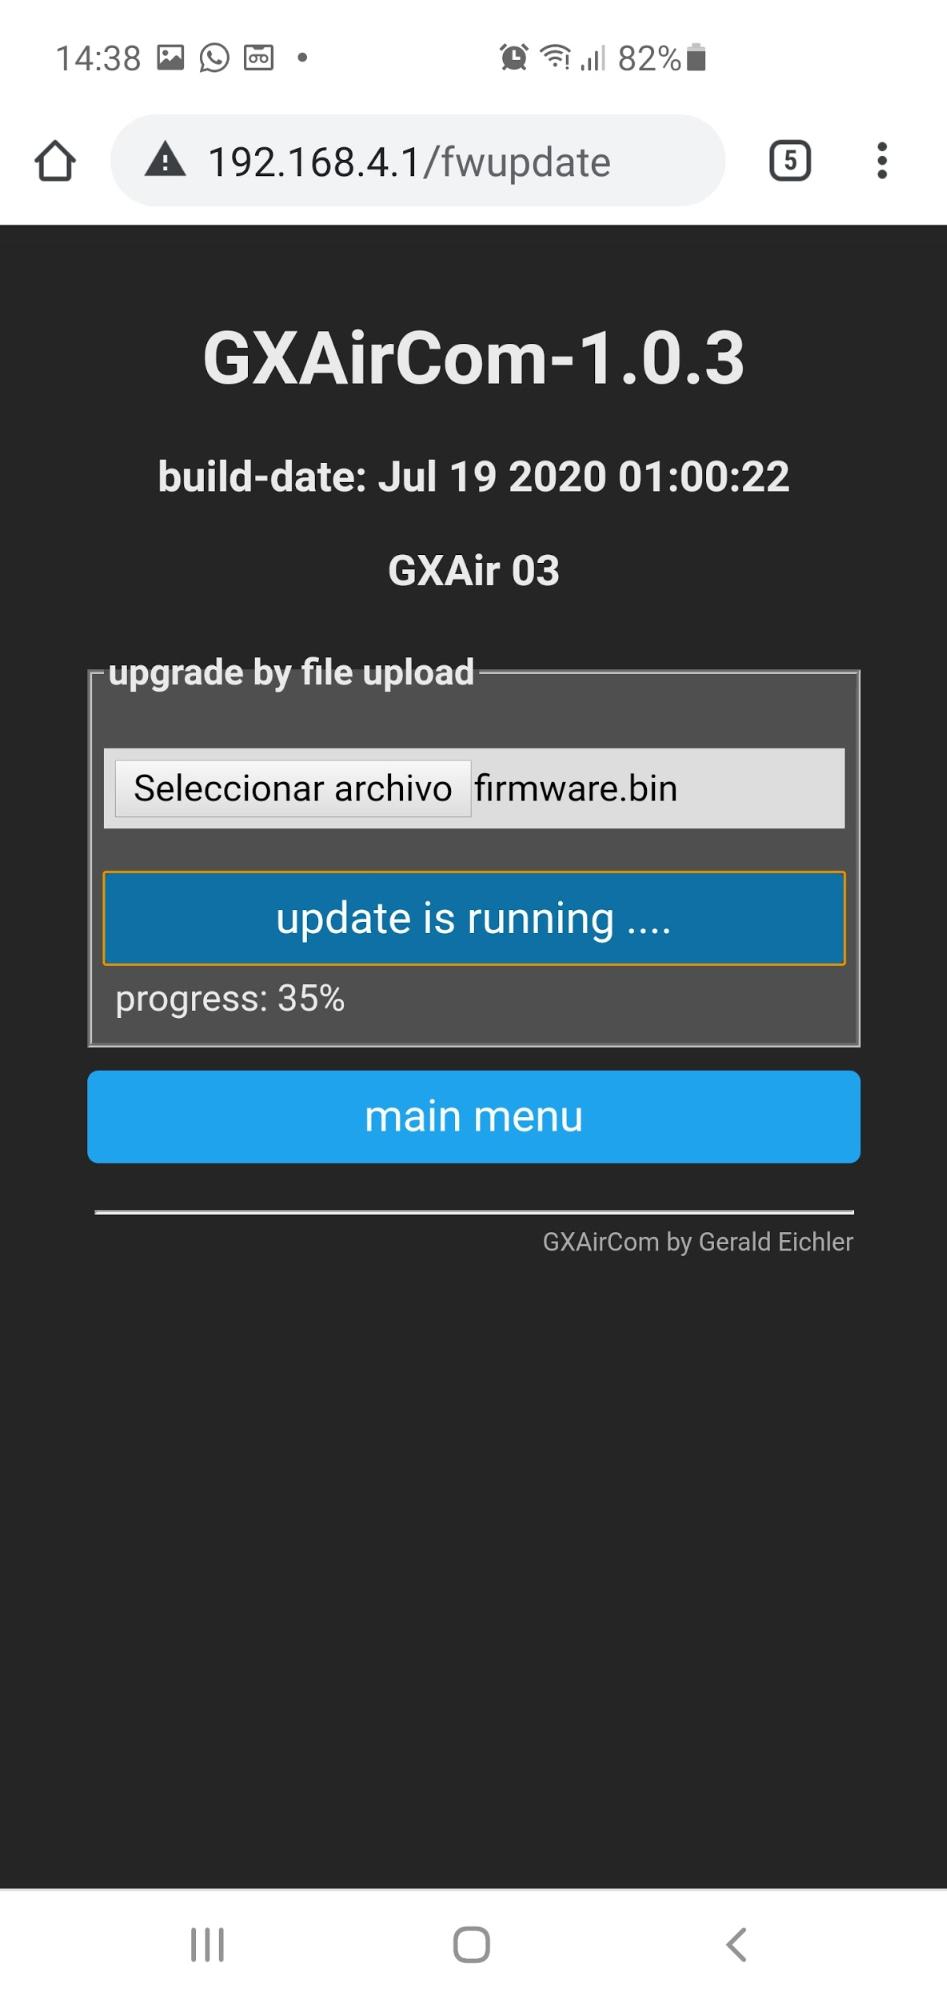 14:38
82%
192.168.4.1/fwupdate
5
GXAirCom-1.0.3
build-date: Jul 19 2020 01:00:22
GXAir 03
upgrade by file upload
Seleccionar archivo firmware.bin
update is running ....
progress: 35%
main menu
GXAirCom by Gerald Eichler